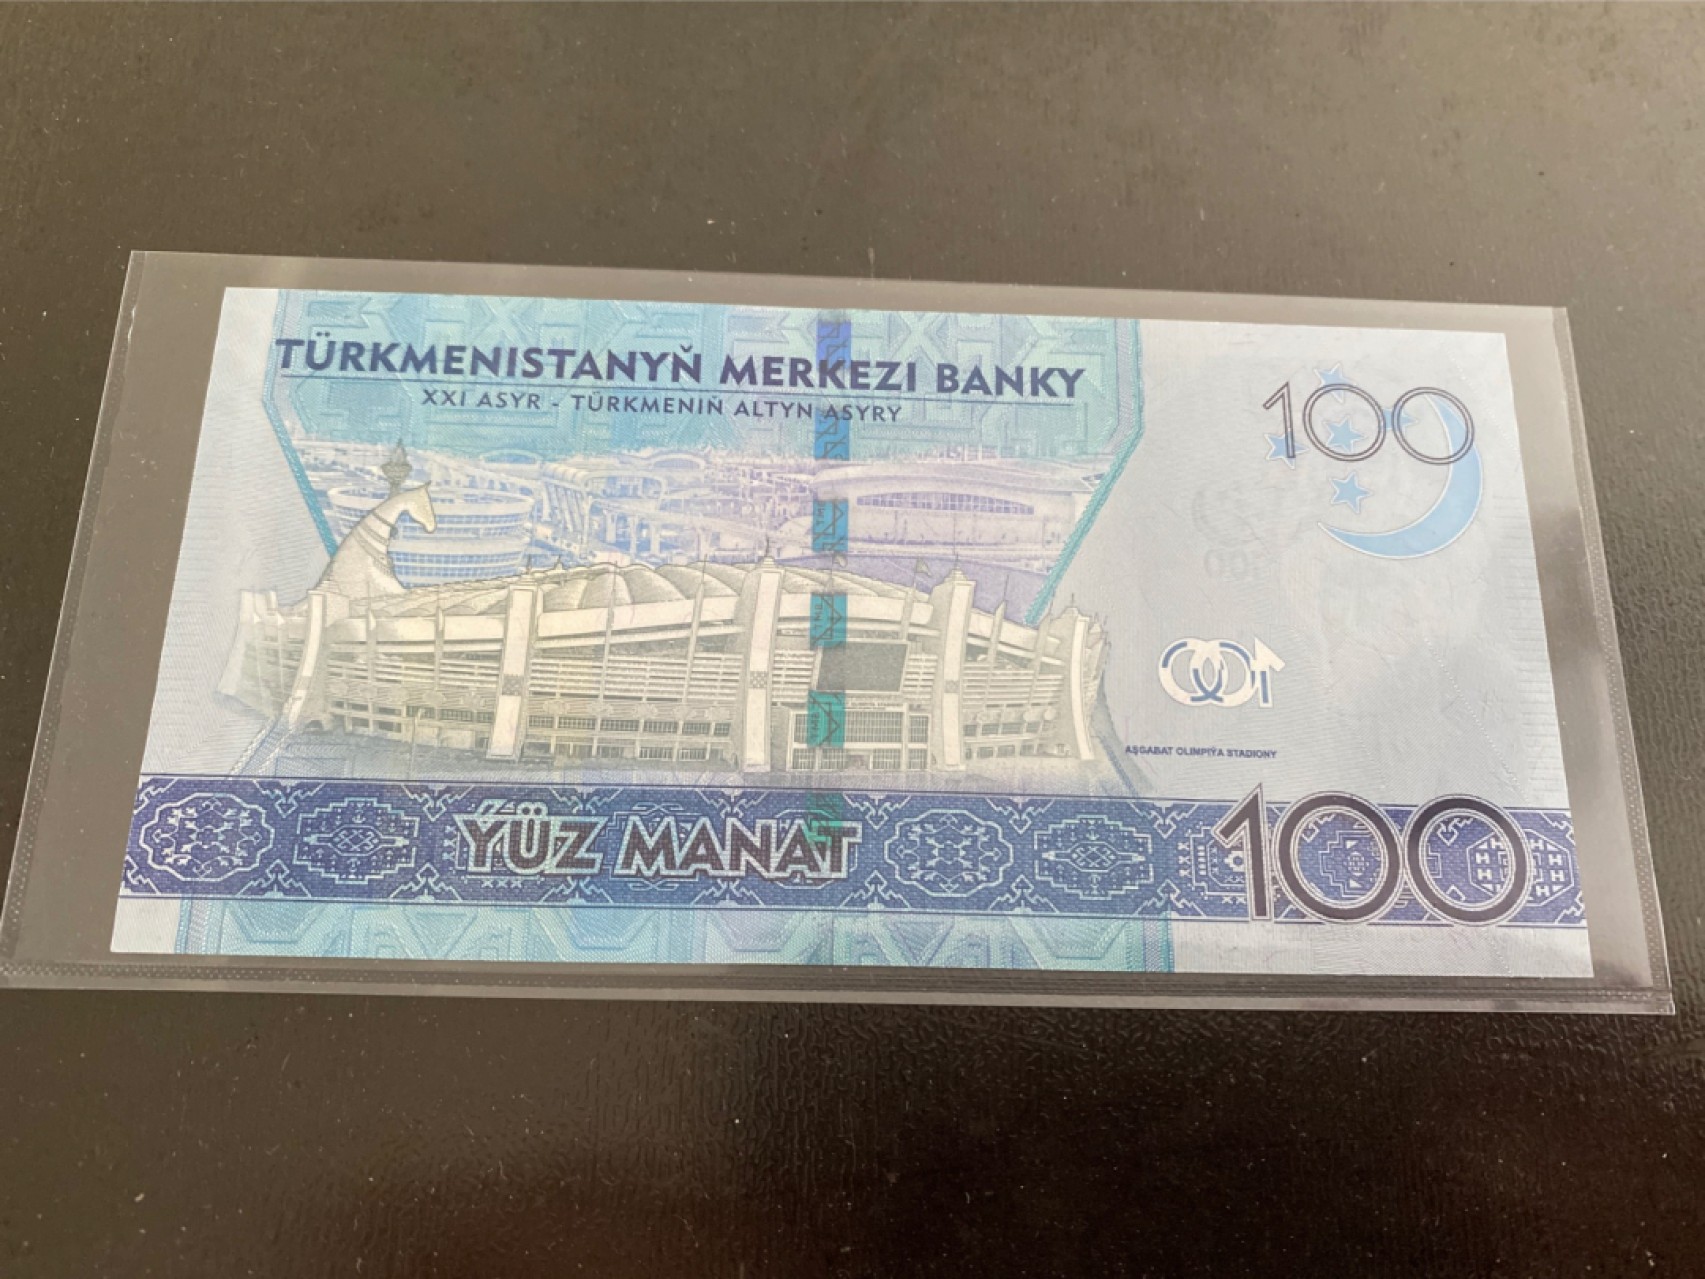 TÜRKMENISTANYŇ MERKEZI BANKY
XXI ASYR - TÜRKMENIŇ ALTYN ASYRY
100
AŞGABAT OLIMPIÝA STADIONY
ÝÜZ MANAT
100